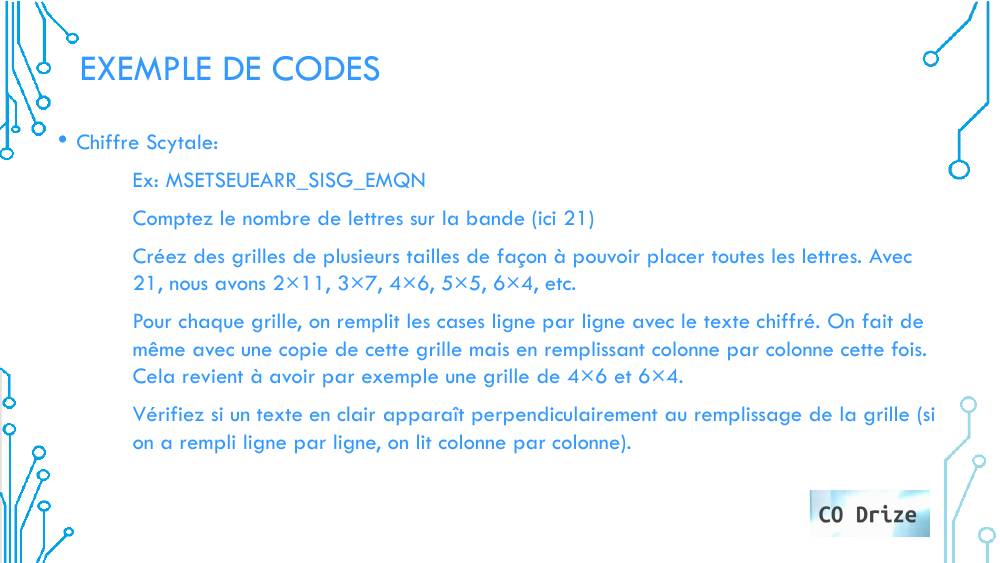 EXEMPLE DE CODES
• Chiffre Scytale:
Ex: MSETSEUEARR_SISG_EMQN
Comptez le nombre de lettres sur la bande (ici 21)
Créez des grilles de plusieurs tailles de façon à pouvoir placer toutes les lettres. Avec
21, nous avons 2×11, 3×7, 4×6, 5×5, 6×4, etc.
Pour chaque grille, on remplit les cases ligne par ligne avec le texte chiffré. On fait de
même avec une copie de cette grille mais en remplissant colonne par colonne cette fois.
Cela revient à avoir par exemple une grille de 4×6 et 6×4.
Vérifiez si un texte en clair apparaît perpendiculairement au remplissage de la grille (si
on a rempli ligne par ligne, on lit colonne par colonne).
CO Drize